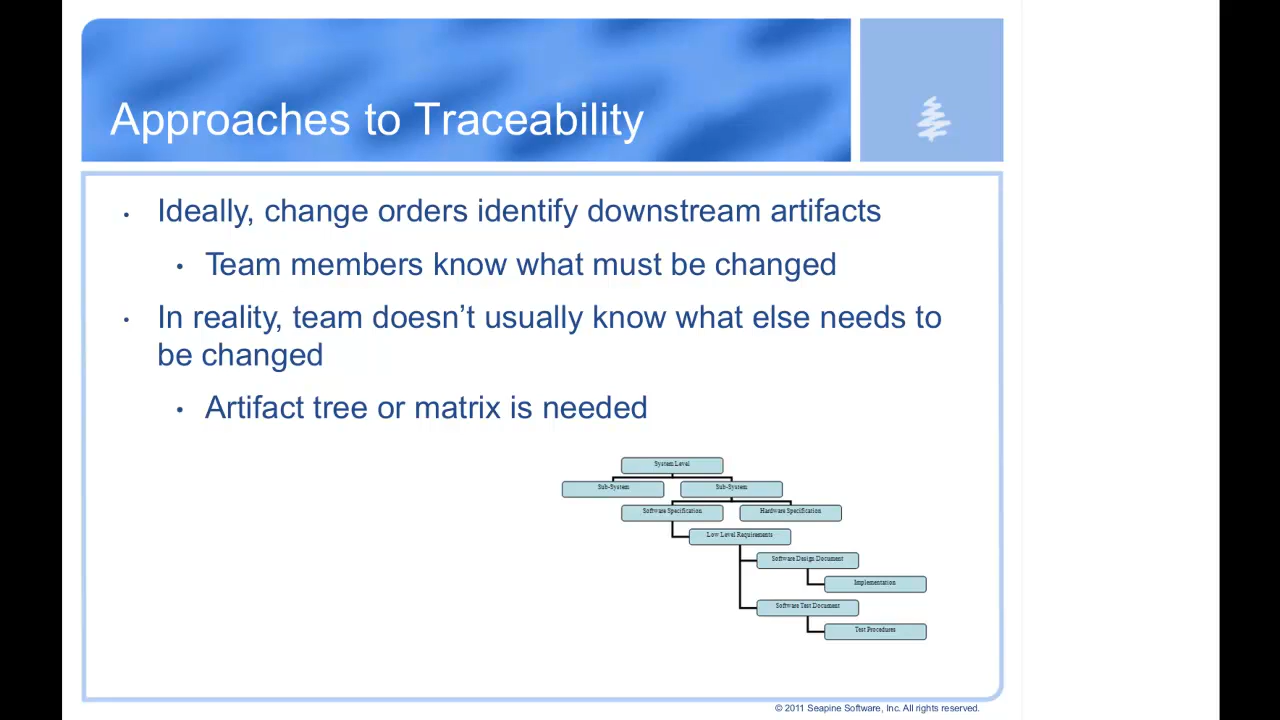 Approaches to Traceability
• Ideally, change orders identify downstream artifacts
• Team members know what must be changed
• In reality, team doesn’t usually know what else needs to
be changed
• Artifact tree or matrix is needed
System Level
Sub-System
Sub-System
Software Specification
Hardware Specification
Low Level Requirements
Software Design Document
Implementation
Software Test Document
Test Procedures
© 2011 Seapine Software, Inc. All rights reserved.